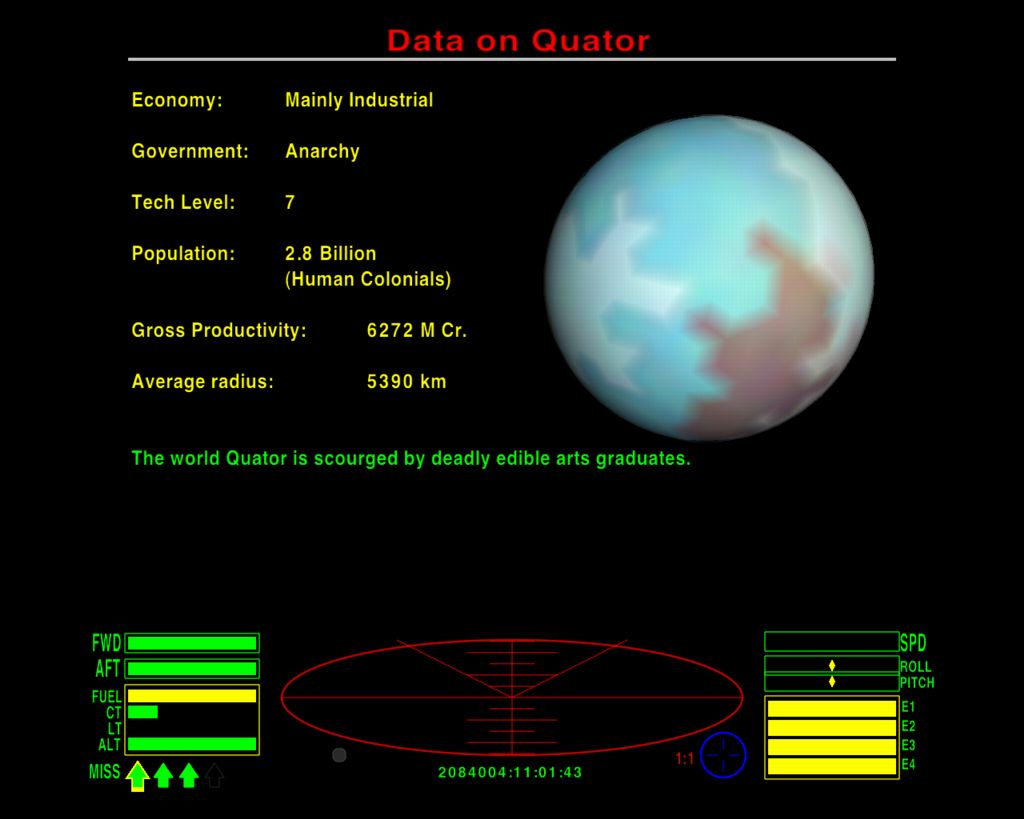 Data on Quator
Economy: Mainly Industrial
Government: Anarchy
Tech Level: 7
Population: 2.8 Billion
(Human Colonials)
Gross Productivity: 6272 M Cr.
Average radius: 5390 km
The world Quator is scourged by deadly edible arts graduates.
FWD
AFT
FUEL
CT
LT
ALT
MISS
2084004:11:01:43
1:1
SPD
ROLL
PITCH
E1
E2
E3
E4